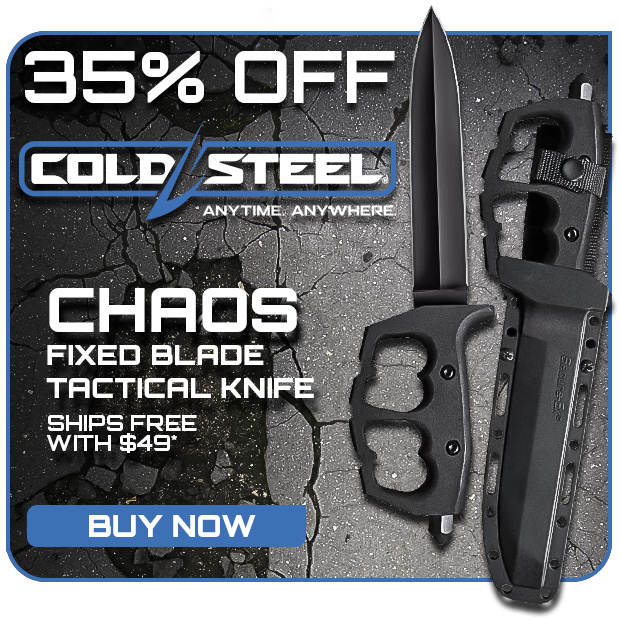 35% OFF
COLD STEEL
ANYTIME. ANYWHERE.
CHAOS
FIXED BLADE
TACTICAL KNIFE
SHIPS FREE
WITH $49*
BUY NOW